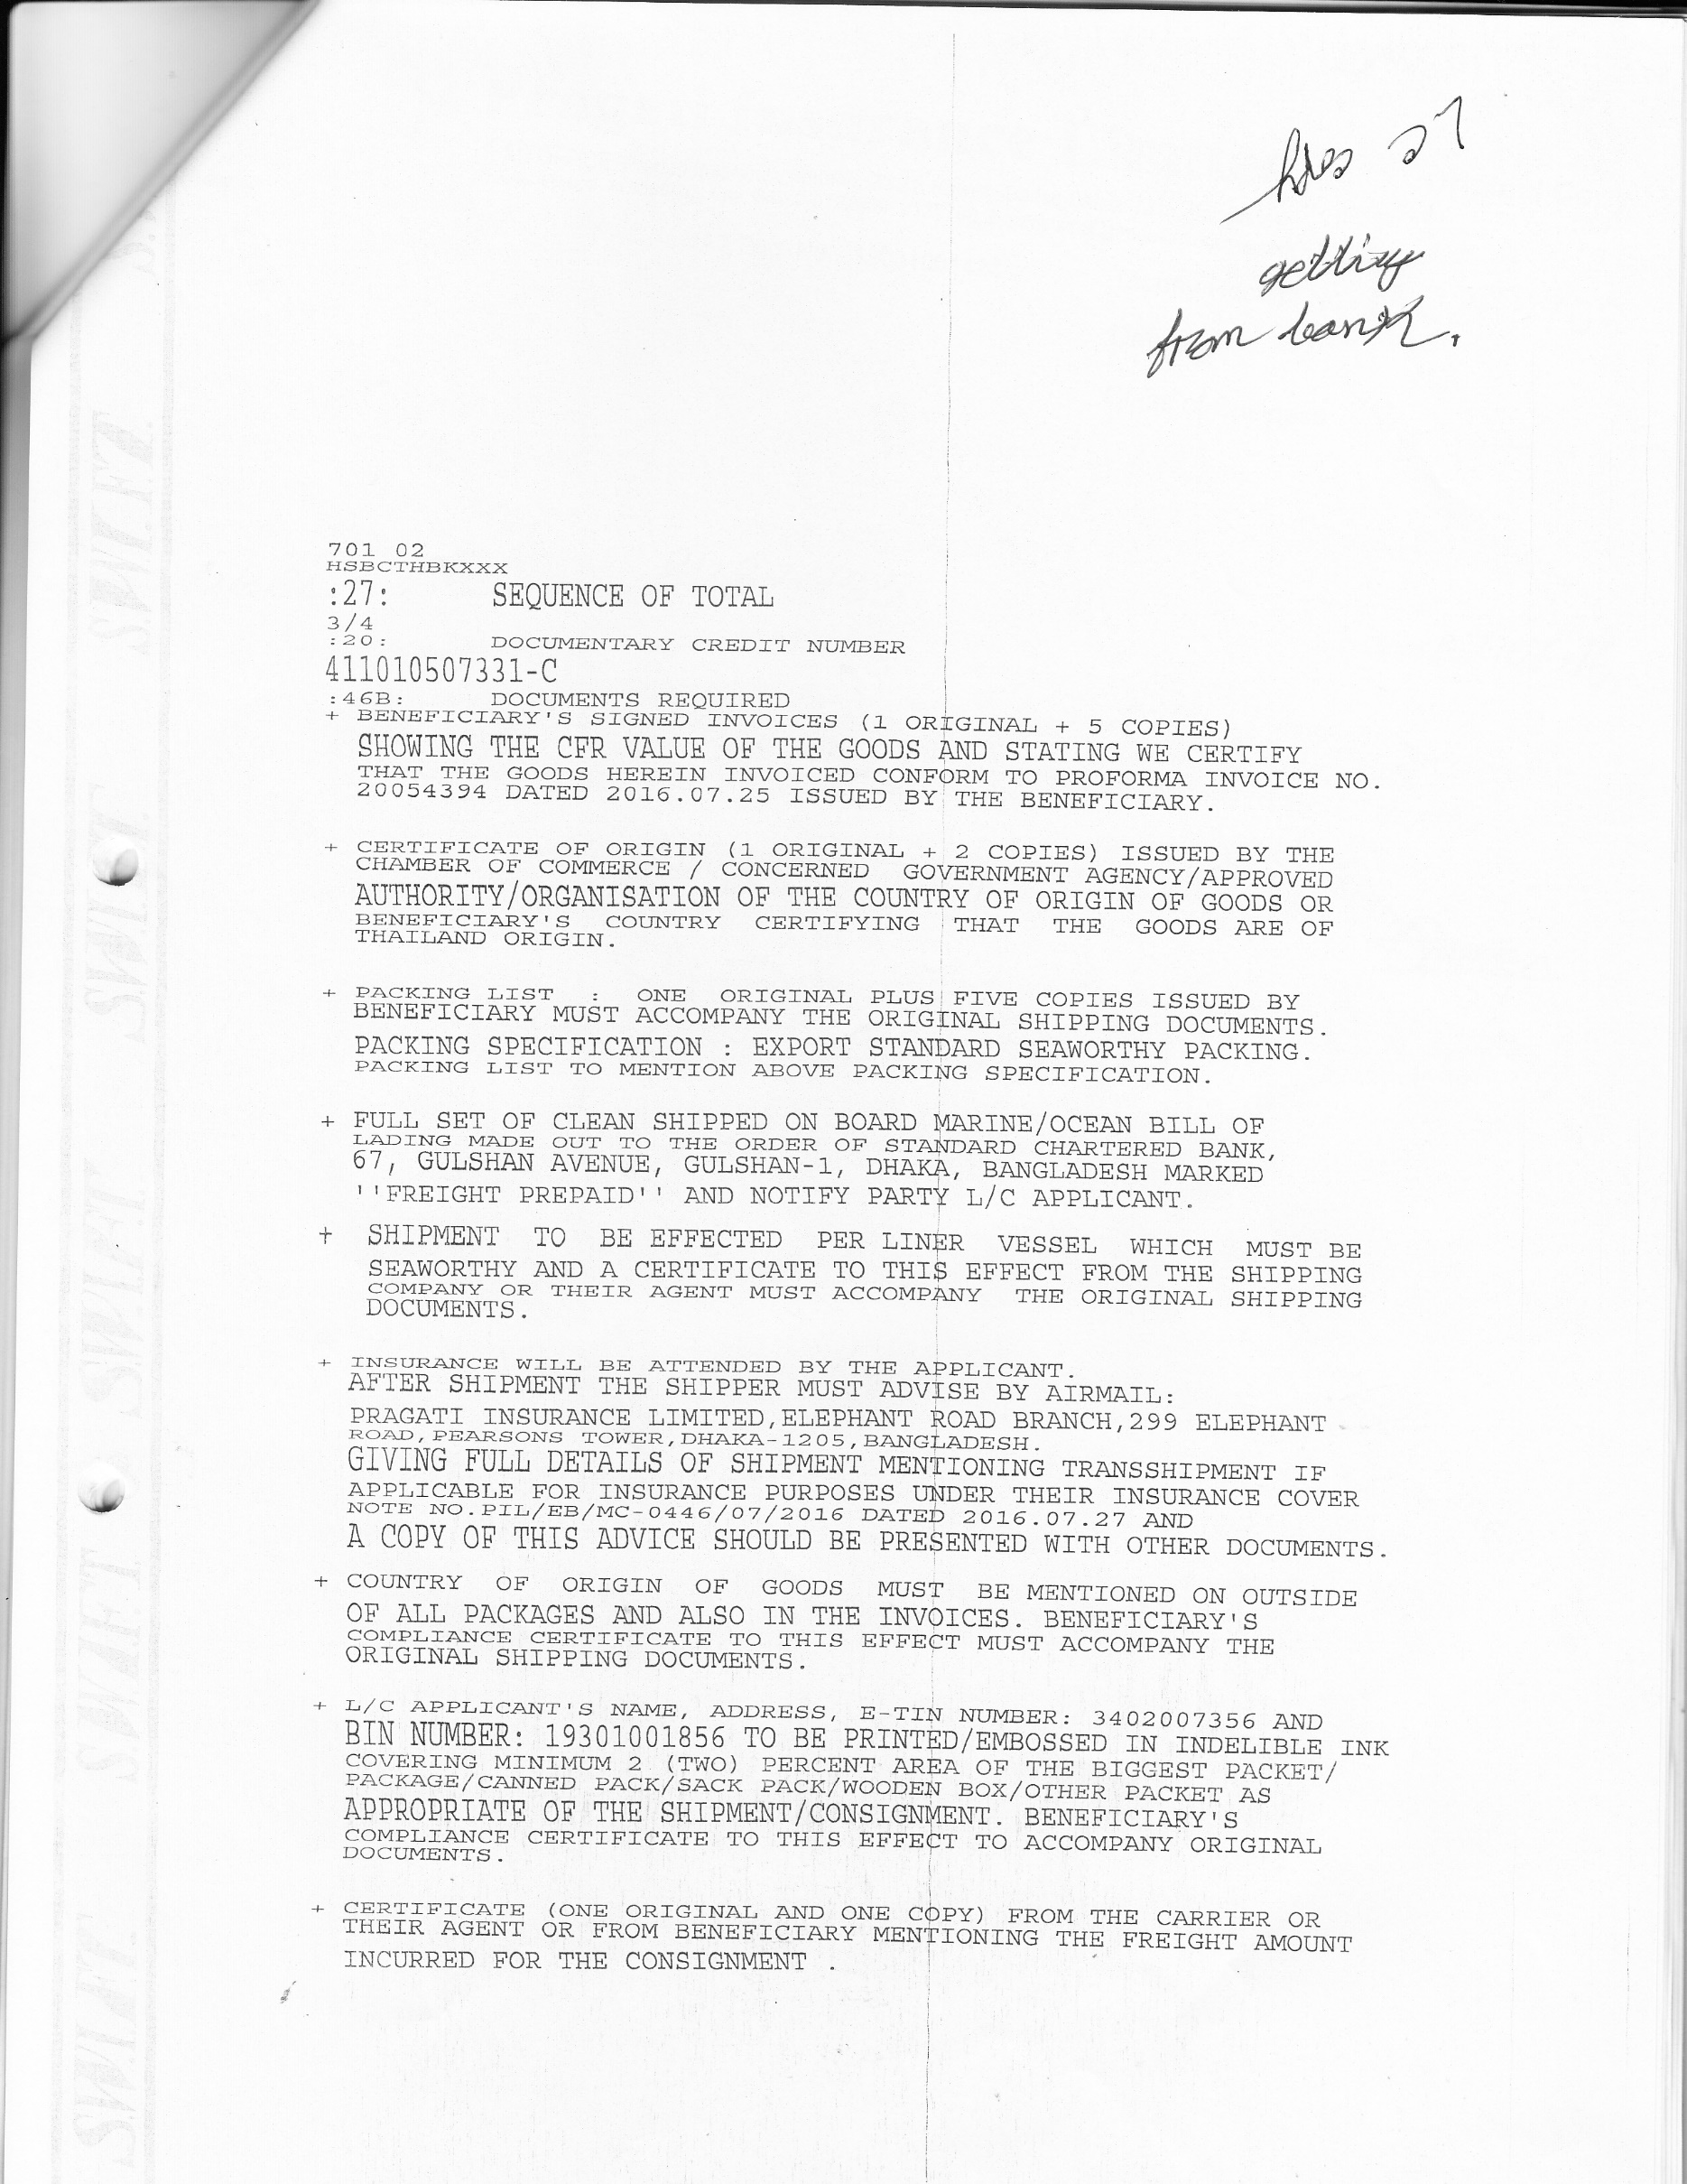 getting
from bank.
701 02
HSBCTHBKXXX
:27: SEQUENCE OF TOTAL
3/4
:20: DOCUMENTARY CREDIT NUMBER
411010507331-C
:46B: DOCUMENTS REQUIRED
+ BENEFICIARY'S SIGNED INVOICES (1 ORIGINAL + 5 COPIES)
SHOWING THE CFR VALUE OF THE GOODS AND STATING WE CERTIFY
THAT THE GOODS HEREIN INVOICED CONFORM TO PROFORMA INVOICE NO.
20054394 DATED 2016.07.25 ISSUED BY THE BENEFICIARY.
+ CERTIFICATE OF ORIGIN (1 ORIGINAL + 2 COPIES) ISSUED BY THE
CHAMBER OF COMMERCE / CONCERNED GOVERNMENT AGENCY/APPROVED
AUTHORITY/ORGANISATION OF THE COUNTRY OF ORIGIN OF GOODS OR
BENEFICIARY'S COUNTRY CERTIFYING THAT THE GOODS ARE OF
THAILAND ORIGIN.
+ PACKING LIST : ONE ORIGINAL PLUS FIVE COPIES ISSUED BY
BENEFICIARY MUST ACCOMPANY THE ORIGINAL SHIPPING DOCUMENTS.
PACKING SPECIFICATION : EXPORT STANDARD SEAWORTHY PACKING.
PACKING LIST TO MENTION ABOVE PACKING SPECIFICATION.
+ FULL SET OF CLEAN SHIPPED ON BOARD MARINE/OCEAN BILL OF
LADING MADE OUT TO THE ORDER OF STANDARD CHARTERED BANK,
67, GULSHAN AVENUE, GULSHAN-1, DHAKA, BANGLADESH MARKED
''FREIGHT PREPAID'' AND NOTIFY PARTY L/C APPLICANT.
+ SHIPMENT TO BE EFFECTED PER LINER VESSEL WHICH MUST BE
SEAWORTHY AND A CERTIFICATE TO THIS EFFECT FROM THE SHIPPING
COMPANY OR THEIR AGENT MUST ACCOMPANY THE ORIGINAL SHIPPING
DOCUMENTS.
+ INSURANCE WILL BE ATTENDED BY THE APPLICANT.
AFTER SHIPMENT THE SHIPPER MUST ADVISE BY AIRMAIL:
PRAGATI INSURANCE LIMITED,ELEPHANT ROAD BRANCH,299 ELEPHANT
ROAD,PEARSONS TOWER,DHAKA-1205,BANGLADESH.
GIVING FULL DETAILS OF SHIPMENT MENTIONING TRANSSHIPMENT IF
APPLICABLE FOR INSURANCE PURPOSES UNDER THEIR INSURANCE COVER
NOTE NO.PIL/EB/MC-0446/07/2016 DATED 2016.07.27 AND
A COPY OF THIS ADVICE SHOULD BE PRESENTED WITH OTHER DOCUMENTS.
+ COUNTRY OF ORIGIN OF GOODS MUST BE MENTIONED ON OUTSIDE
OF ALL PACKAGES AND ALSO IN THE INVOICES. BENEFICIARY'S
COMPLIANCE CERTIFICATE TO THIS EFFECT MUST ACCOMPANY THE
ORIGINAL SHIPPING DOCUMENTS.
+ L/C APPLICANT'S NAME, ADDRESS, E-TIN NUMBER: 3402007356 AND
BIN NUMBER: 19301001856 TO BE PRINTED/EMBOSSED IN INDELIBLE INK
COVERING MINIMUM 2 (TWO) PERCENT AREA OF THE BIGGEST PACKET/
PACKAGE/CANNED PACK/SACK PACK/WOODEN BOX/OTHER PACKET AS
APPROPRIATE OF THE SHIPMENT/CONSIGNMENT. BENEFICIARY'S
COMPLIANCE CERTIFICATE TO THIS EFFECT TO ACCOMPANY ORIGINAL
DOCUMENTS.
+ CERTIFICATE (ONE ORIGINAL AND ONE COPY) FROM THE CARRIER OR
THEIR AGENT OR FROM BENEFICIARY MENTIONING THE FREIGHT AMOUNT
INCURRED FOR THE CONSIGNMENT .